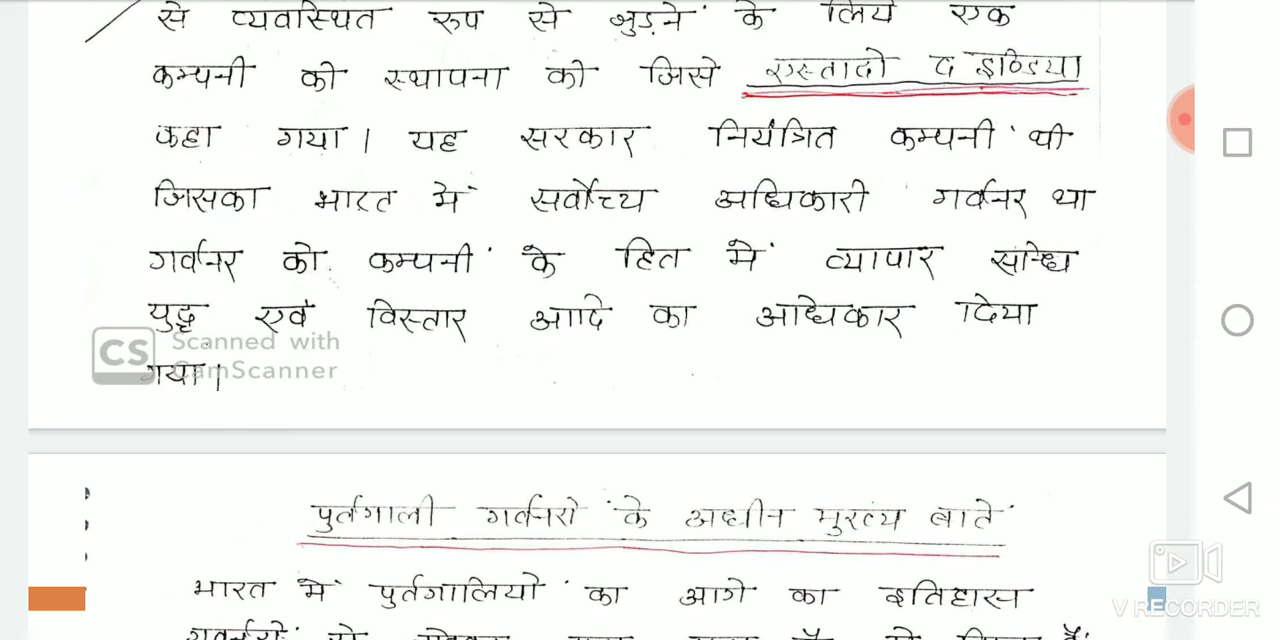 से व्यवस्थित रूप से जुड़ने के लिये एक
कम्पनी की स्थापना की जिसे एस्तादो द इण्डिया
कहा गया। यह सरकार नियंत्रित कम्पनी थी
जिसका भारत में सर्वोच्च अधिकारी गर्वनर था
गर्वनर को कम्पनी के हित में व्यापार सन्धि
युद्ध एवं विस्तार आदि का अधिकार दिया
गया।
CS Scanned with
CamScanner
पुर्तगाली गर्वनरों के अधीन मुख्य बातें
भारत में पुर्तगालियों का आगे का इतिहास
V RECORDER